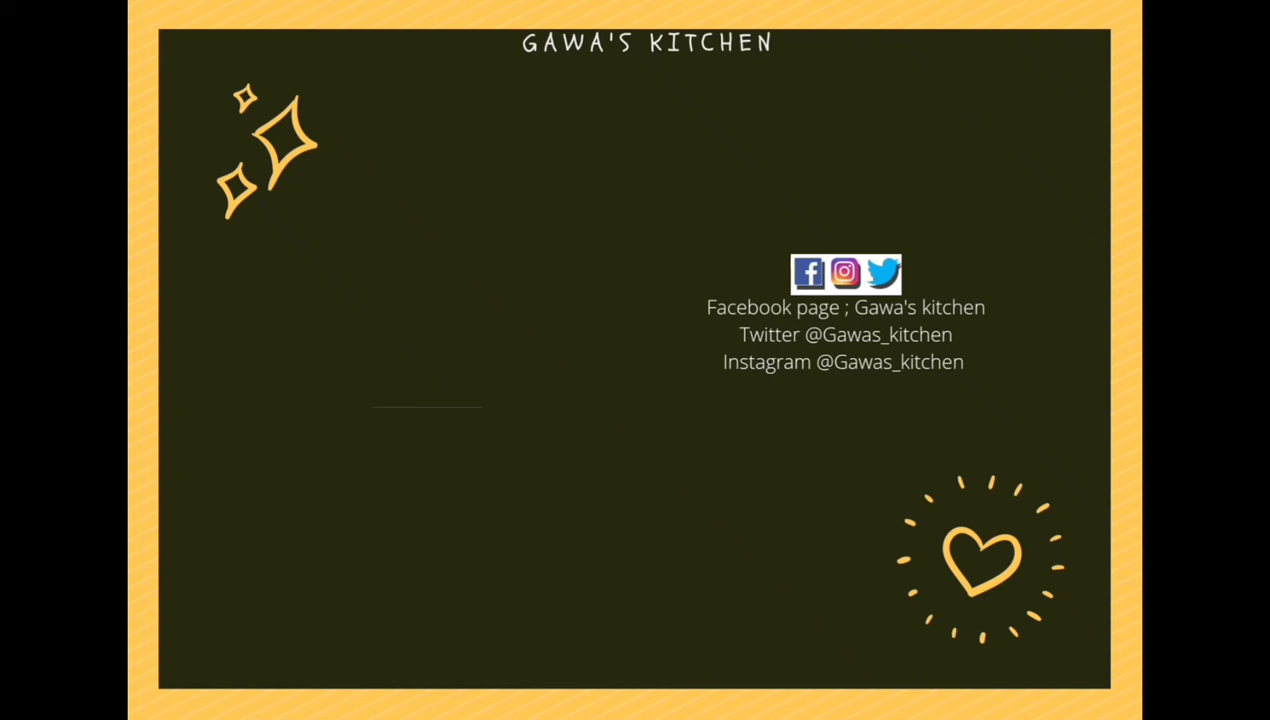 GAWA'S KITCHEN
Facebook page ; Gawa's kitchen
Twitter @Gawas_kitchen
Instagram @Gawas_kitchen